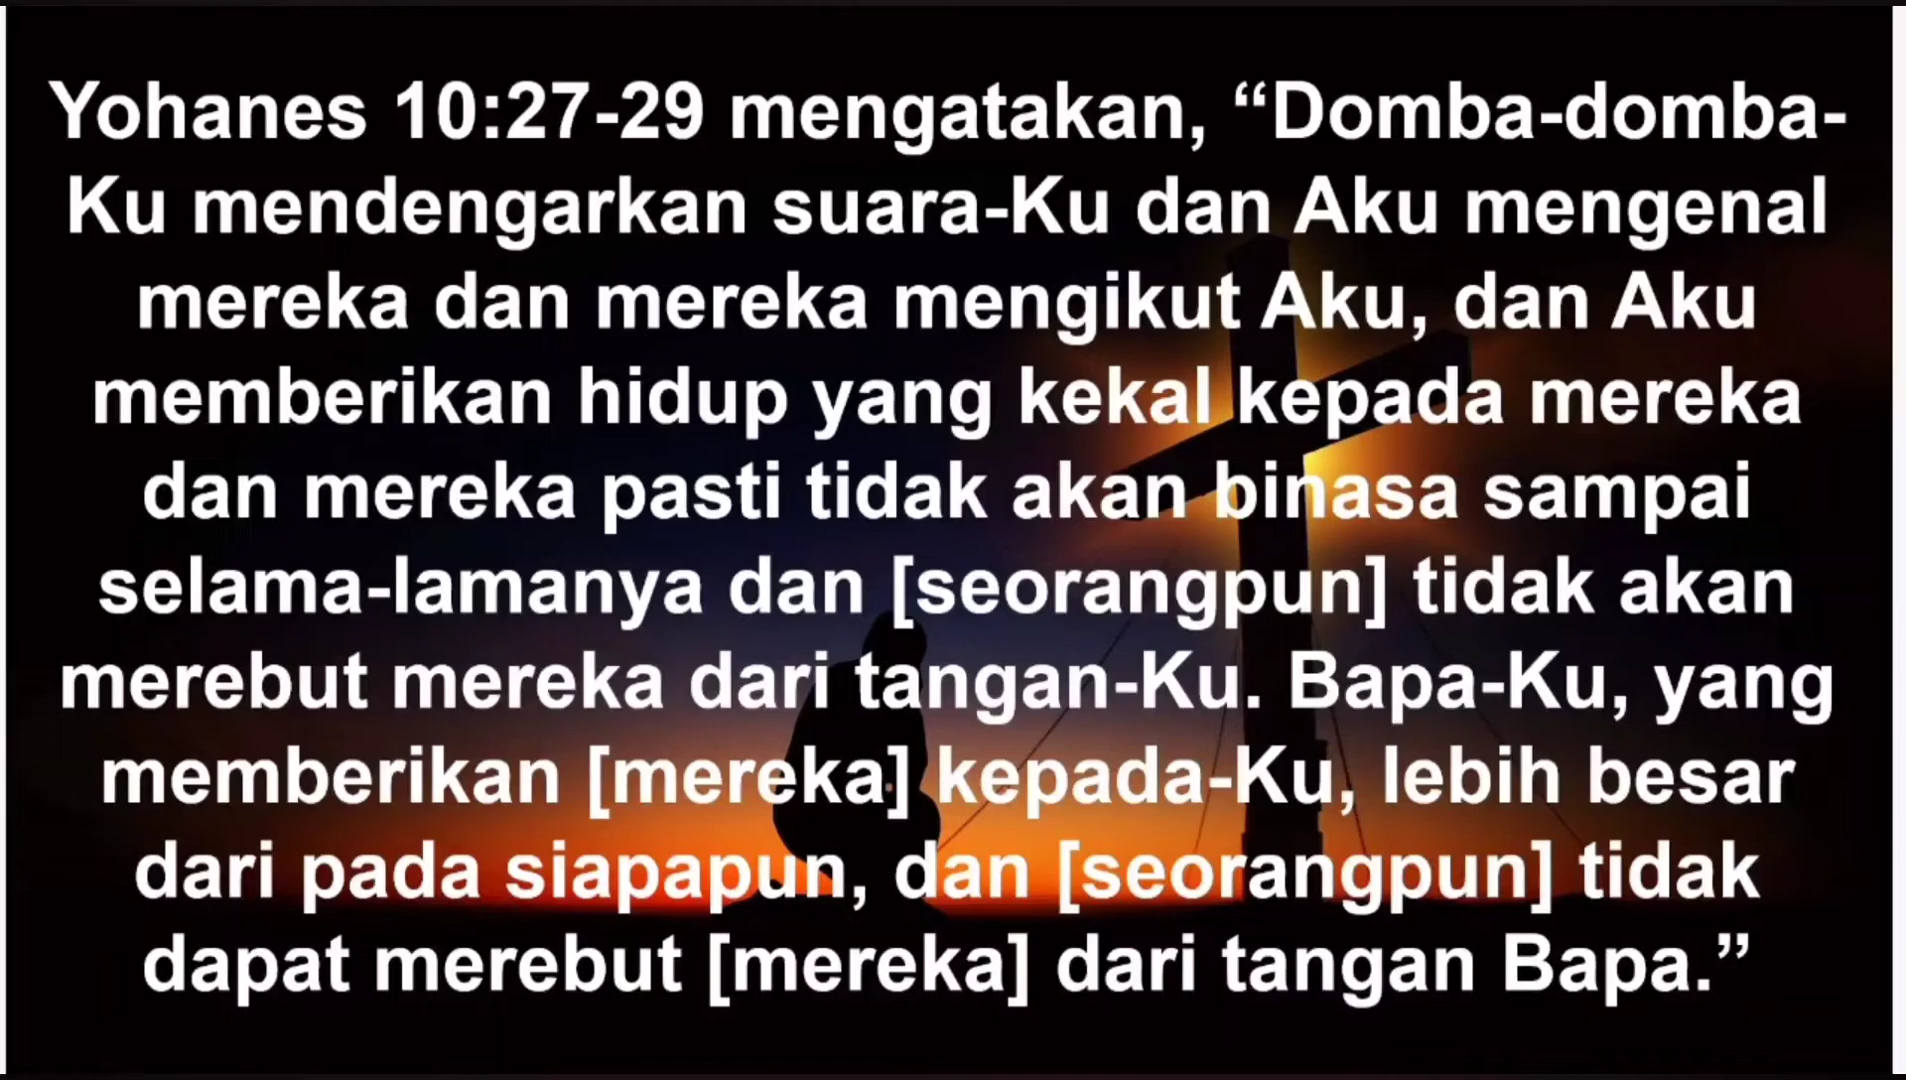 Yohanes 10:27-29 mengatakan, “Domba-domba-
Ku mendengarkan suara-Ku dan Aku mengenal
mereka dan mereka mengikut Aku, dan Aku
memberikan hidup yang kekal kepada mereka
dan mereka pasti tidak akan binasa sampai
selama-lamanya dan [seorangpun] tidak akan
merebut mereka dari tangan-Ku. Bapa-Ku, yang
memberikan [mereka] kepada-Ku, lebih besar
dari pada siapapun, dan [seorangpun] tidak
dapat merebut [mereka] dari tangan Bapa.”